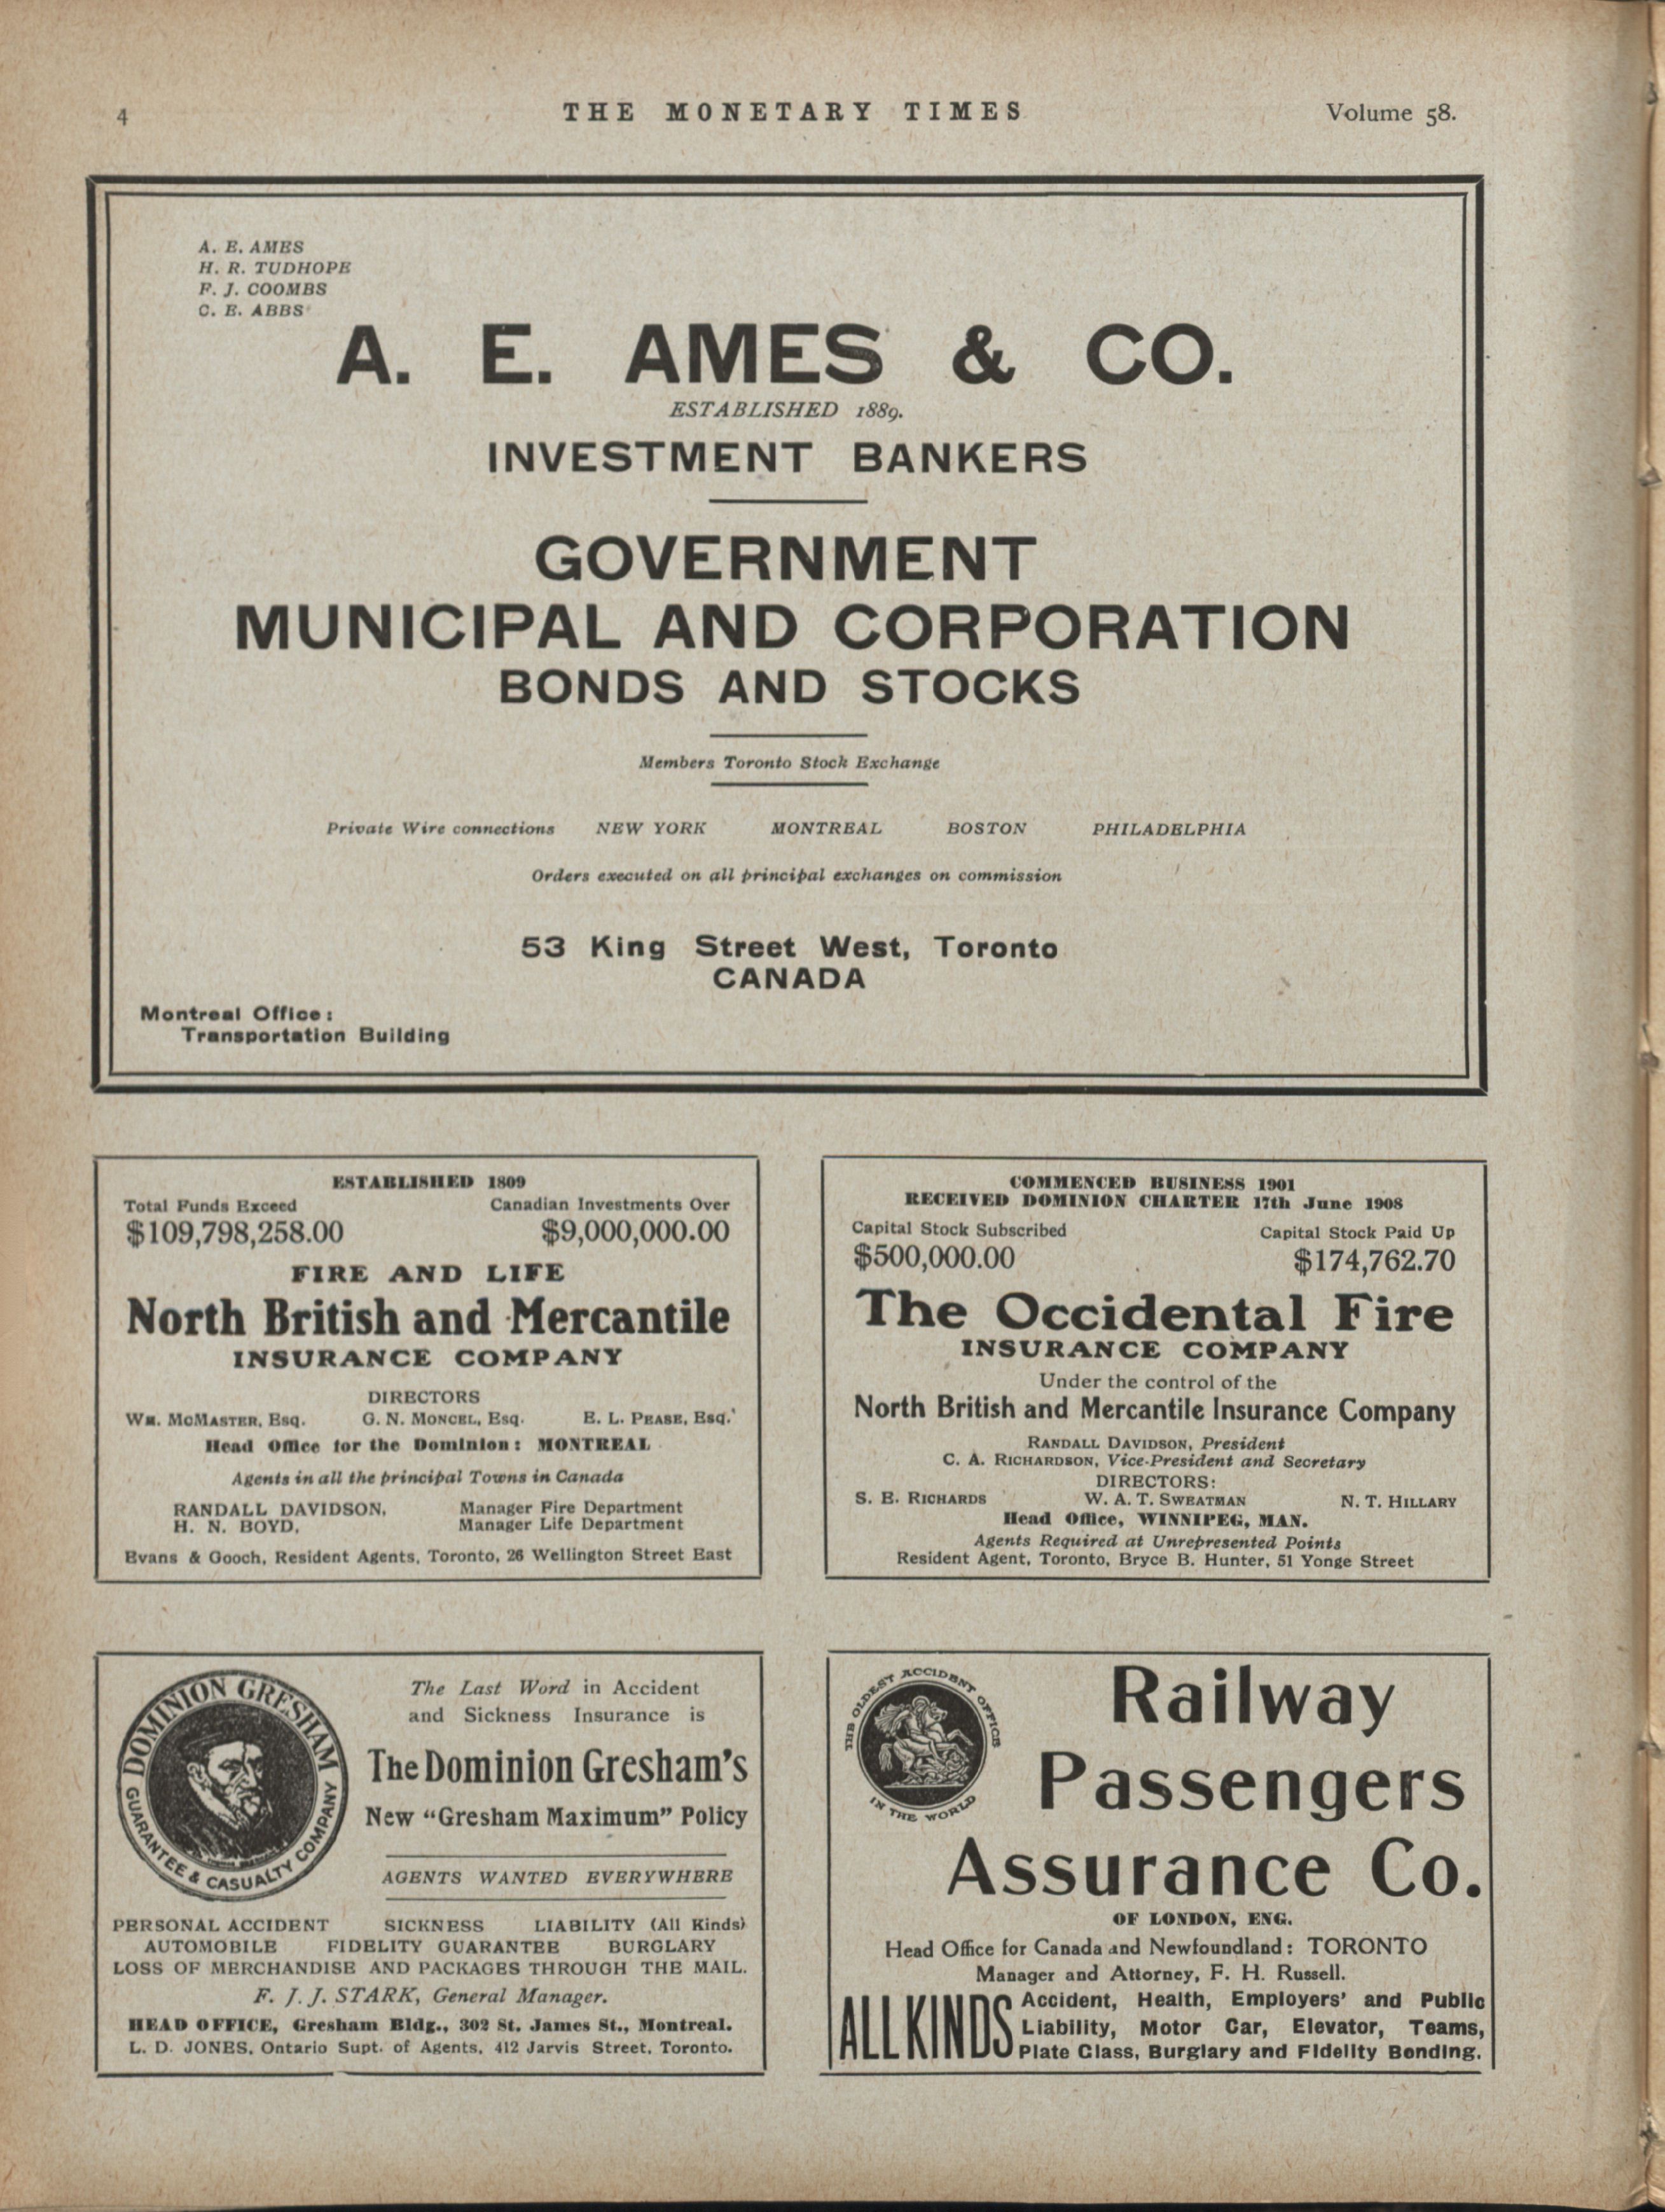 4
THE MONETARY TIMES
Volume 58.
A. E. AMES
H. R. TUDHOPE
F. J. COOMBS
C. E. ABBS
A. E. AMES & CO.
ESTABLISHED 1889.
INVESTMENT BANKERS
GOVERNMENT
MUNICIPAL AND CORPORATION
BONDS AND STOCKS
Members Toronto Stock Exchange
Private Wire connections NEW YORK MONTREAL BOSTON PHILADELPHIA
Orders executed on all principal exchanges on commission
53 King Street West, Toronto
CANADA
Montreal Office:
Transportation Building
ESTABLISHED 1809
Total Funds Exceed Canadian Investments Over
$109,798,258.00 $9,000,000.00
FIRE AND LIFE
North British and Mercantile
INSURANCE COMPANY
DIRECTORS
WM. MCMASTER, Esq. G. N. MONCEL, Esq. E. L. PEASE, Esq.
Head Office for the Dominion: MONTREAL
Agents in all the principal Towns in Canada
RANDALL DAVIDSON, Manager Fire Department
H. N. BOYD, Manager Life Department
Evans & Gooch, Resident Agents, Toronto, 26 Wellington Street East
COMMENCED BUSINESS 1901
RECEIVED DOMINION CHARTER 17th June 1908
Capital Stock Subscribed Capital Stock Paid Up
$500,000.00 $174,762.70
The Occidental Fire
INSURANCE COMPANY
Under the control of the
North British and Mercantile Insurance Company
RANDALL DAVIDSON, President
C. A. RICHARDSON, Vice-President and Secretary
DIRECTORS:
S. E. RICHARDS W. A. T. SWEATMAN N. T. HILLARY
Head Office, WINNIPEG, MAN.
Agents Required at Unrepresented Points
Resident Agent, Toronto, Bryce B. Hunter, 51 Yonge Street
DOMINION GRESHAM
GUARANTEE & CASUALTY COMPANY
The Last Word in Accident
and Sickness Insurance is
The Dominion Gresham's
New "Gresham Maximum" Policy
AGENTS WANTED EVERYWHERE
PERSONAL ACCIDENT SICKNESS LIABILITY (All Kinds)
AUTOMOBILE FIDELITY GUARANTEE BURGLARY
LOSS OF MERCHANDISE AND PACKAGES THROUGH THE MAIL.
F. J. J. STARK, General Manager.
HEAD OFFICE, Gresham Bldg., 302 St. James St., Montreal.
L. D. JONES, Ontario Supt. of Agents, 412 Jarvis Street, Toronto.
THE OLDEST ACCIDENT OFFICE
IN THE WORLD
Railway
Passengers
Assurance Co.
OF LONDON, ENG.
Head Office for Canada and Newfoundland: TORONTO
Manager and Attorney, F. H. Russell.
ALL KINDS
Accident, Health, Employers' and Public
Liability, Motor Car, Elevator, Teams,
Plate Glass, Burglary and Fidelity Bonding.